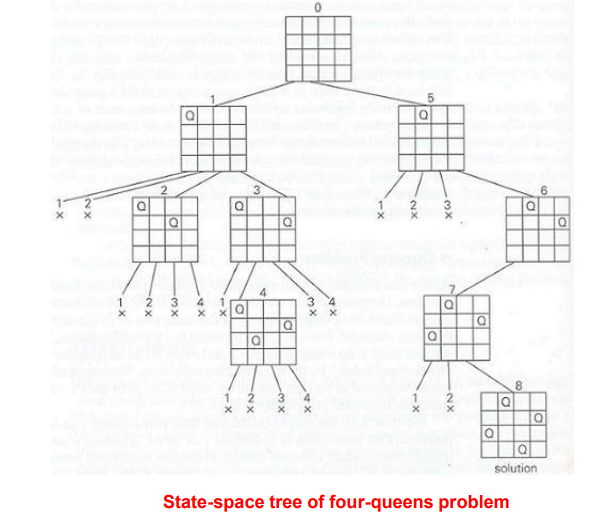 0
1
5
Q
Q
2
3
6
1 2
1 2 3
x x
x x x
Q
Q
Q
Q
Q
Q
7
1 2 3 4
1
3 4
x x x x
x
x x
4
Q
Q
Q
Q
Q
Q
8
1 2 3 4
1 2
x x x x
x x
Q
Q
Q
Q
solution
State-space tree of four-queens problem